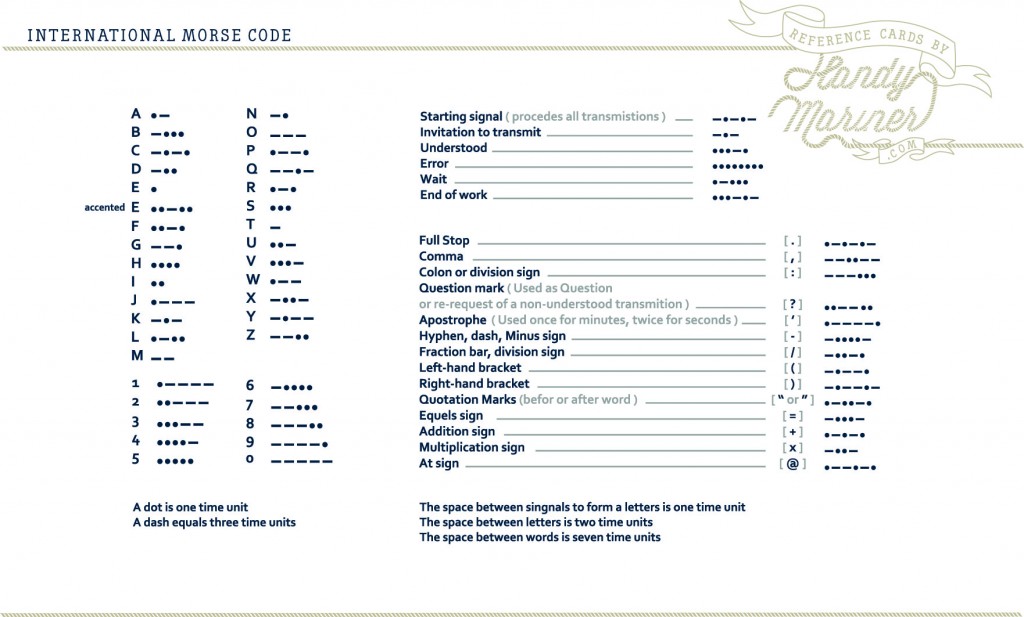 INTERNATIONAL MORSE CODE
REFERENCE CARDS BY
Handy
Mariner
.COM
A •–
B –•••
C –•–•
D –••
E •
accented E ••–••
F ••–•
G ––•
H ••••
I ••
J •–––
K –•–
L •–••
M ––
N –•
O –––
P •––•
Q ––•–
R •–•
S •••
T –
U ••–
V •••–
W •––
X –••–
Y –•––
Z ––••
1 •––––
2 ••–––
3 •••––
4 ••••–
5 •••••
6 –••••
7 ––•••
8 –––••
9 ––––•
0 –––––
A dot is one time unit
A dash equals three time units
Starting signal ( procedes all transmistions ) –•–•–
Invitation to transmit –•–
Understood •••–•
Error ••••••••
Wait •–•••
End of work •••–•–
Full Stop [ . ] •–•–•–
Comma [ , ] ––••––
Colon or division sign [ : ] –––•••
Question mark ( Used as Question
or re-request of a non-understood transmition ) [ ? ] ••––••
Apostrophe ( Used once for minutes, twice for seconds ) [ ‘ ] •––––•
Hyphen, dash, Minus sign [ - ] –••••–
Fraction bar, division sign [ / ] –••–•
Left-hand bracket [ ( ] –•––•
Right-hand bracket [ ) ] –•––•–
Quotation Marks (befor or after word ) [ “ or ” ] •–••–•
Equels sign [ = ] –•••–
Addition sign [ + ] •–•–•
Multiplication sign [ x ] –••–
At sign [ @ ] •––•–•
The space between singnals to form a letters is one time unit
The space between letters is two time units
The space between words is seven time units